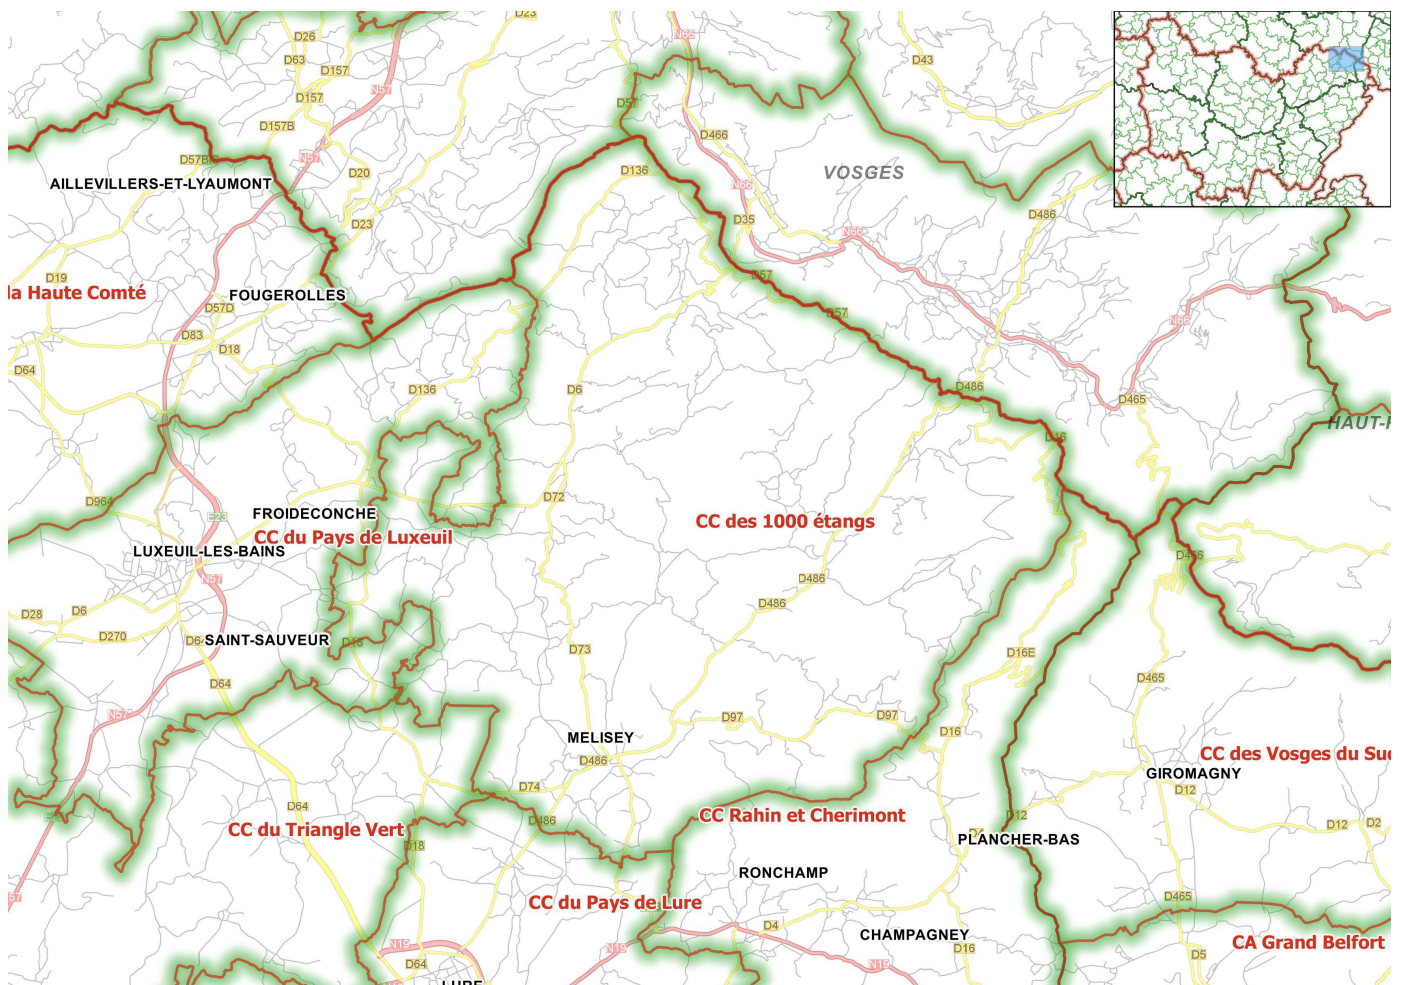 D23
D26
N66
D63
D43
D157
N57
D157
D57
D157B
D466
N57
D57B
D136
D20
VOSGES
AILLEVILLERS-ET-LYAUMONT
N66
D486
D35
D23
N66
D57
D19
la Haute Comté
FOUGEROLLES
D57D
D57
N66
D83
D18
D64
D136
D6
D486
D465
HAUT-
D16
D964
D72
FROIDECONCHE
E23
CC des 1000 étangs
CC du Pays de Luxeuil
LUXEUIL-LES-BAINS
D466
N57
D486
D486
D28
D6
D270
D64
SAINT-SAUVEUR
D18
D73
D16E
D64
D465
N57
D97
D97
D16
MELISEY
CC des Vosges du Sud
D486
GIROMAGNY
D74
D12
D64
CC Rahin et Cherimont
D12
D486
D12
D2
CC du Triangle Vert
PLANCHER-BAS
D18
RONCHAMP
57
D465
CC du Pays de Lure
D4
CHAMPAGNEY
N19
N19
D16
CA Grand Belfort
D5
D64
N19
LURE